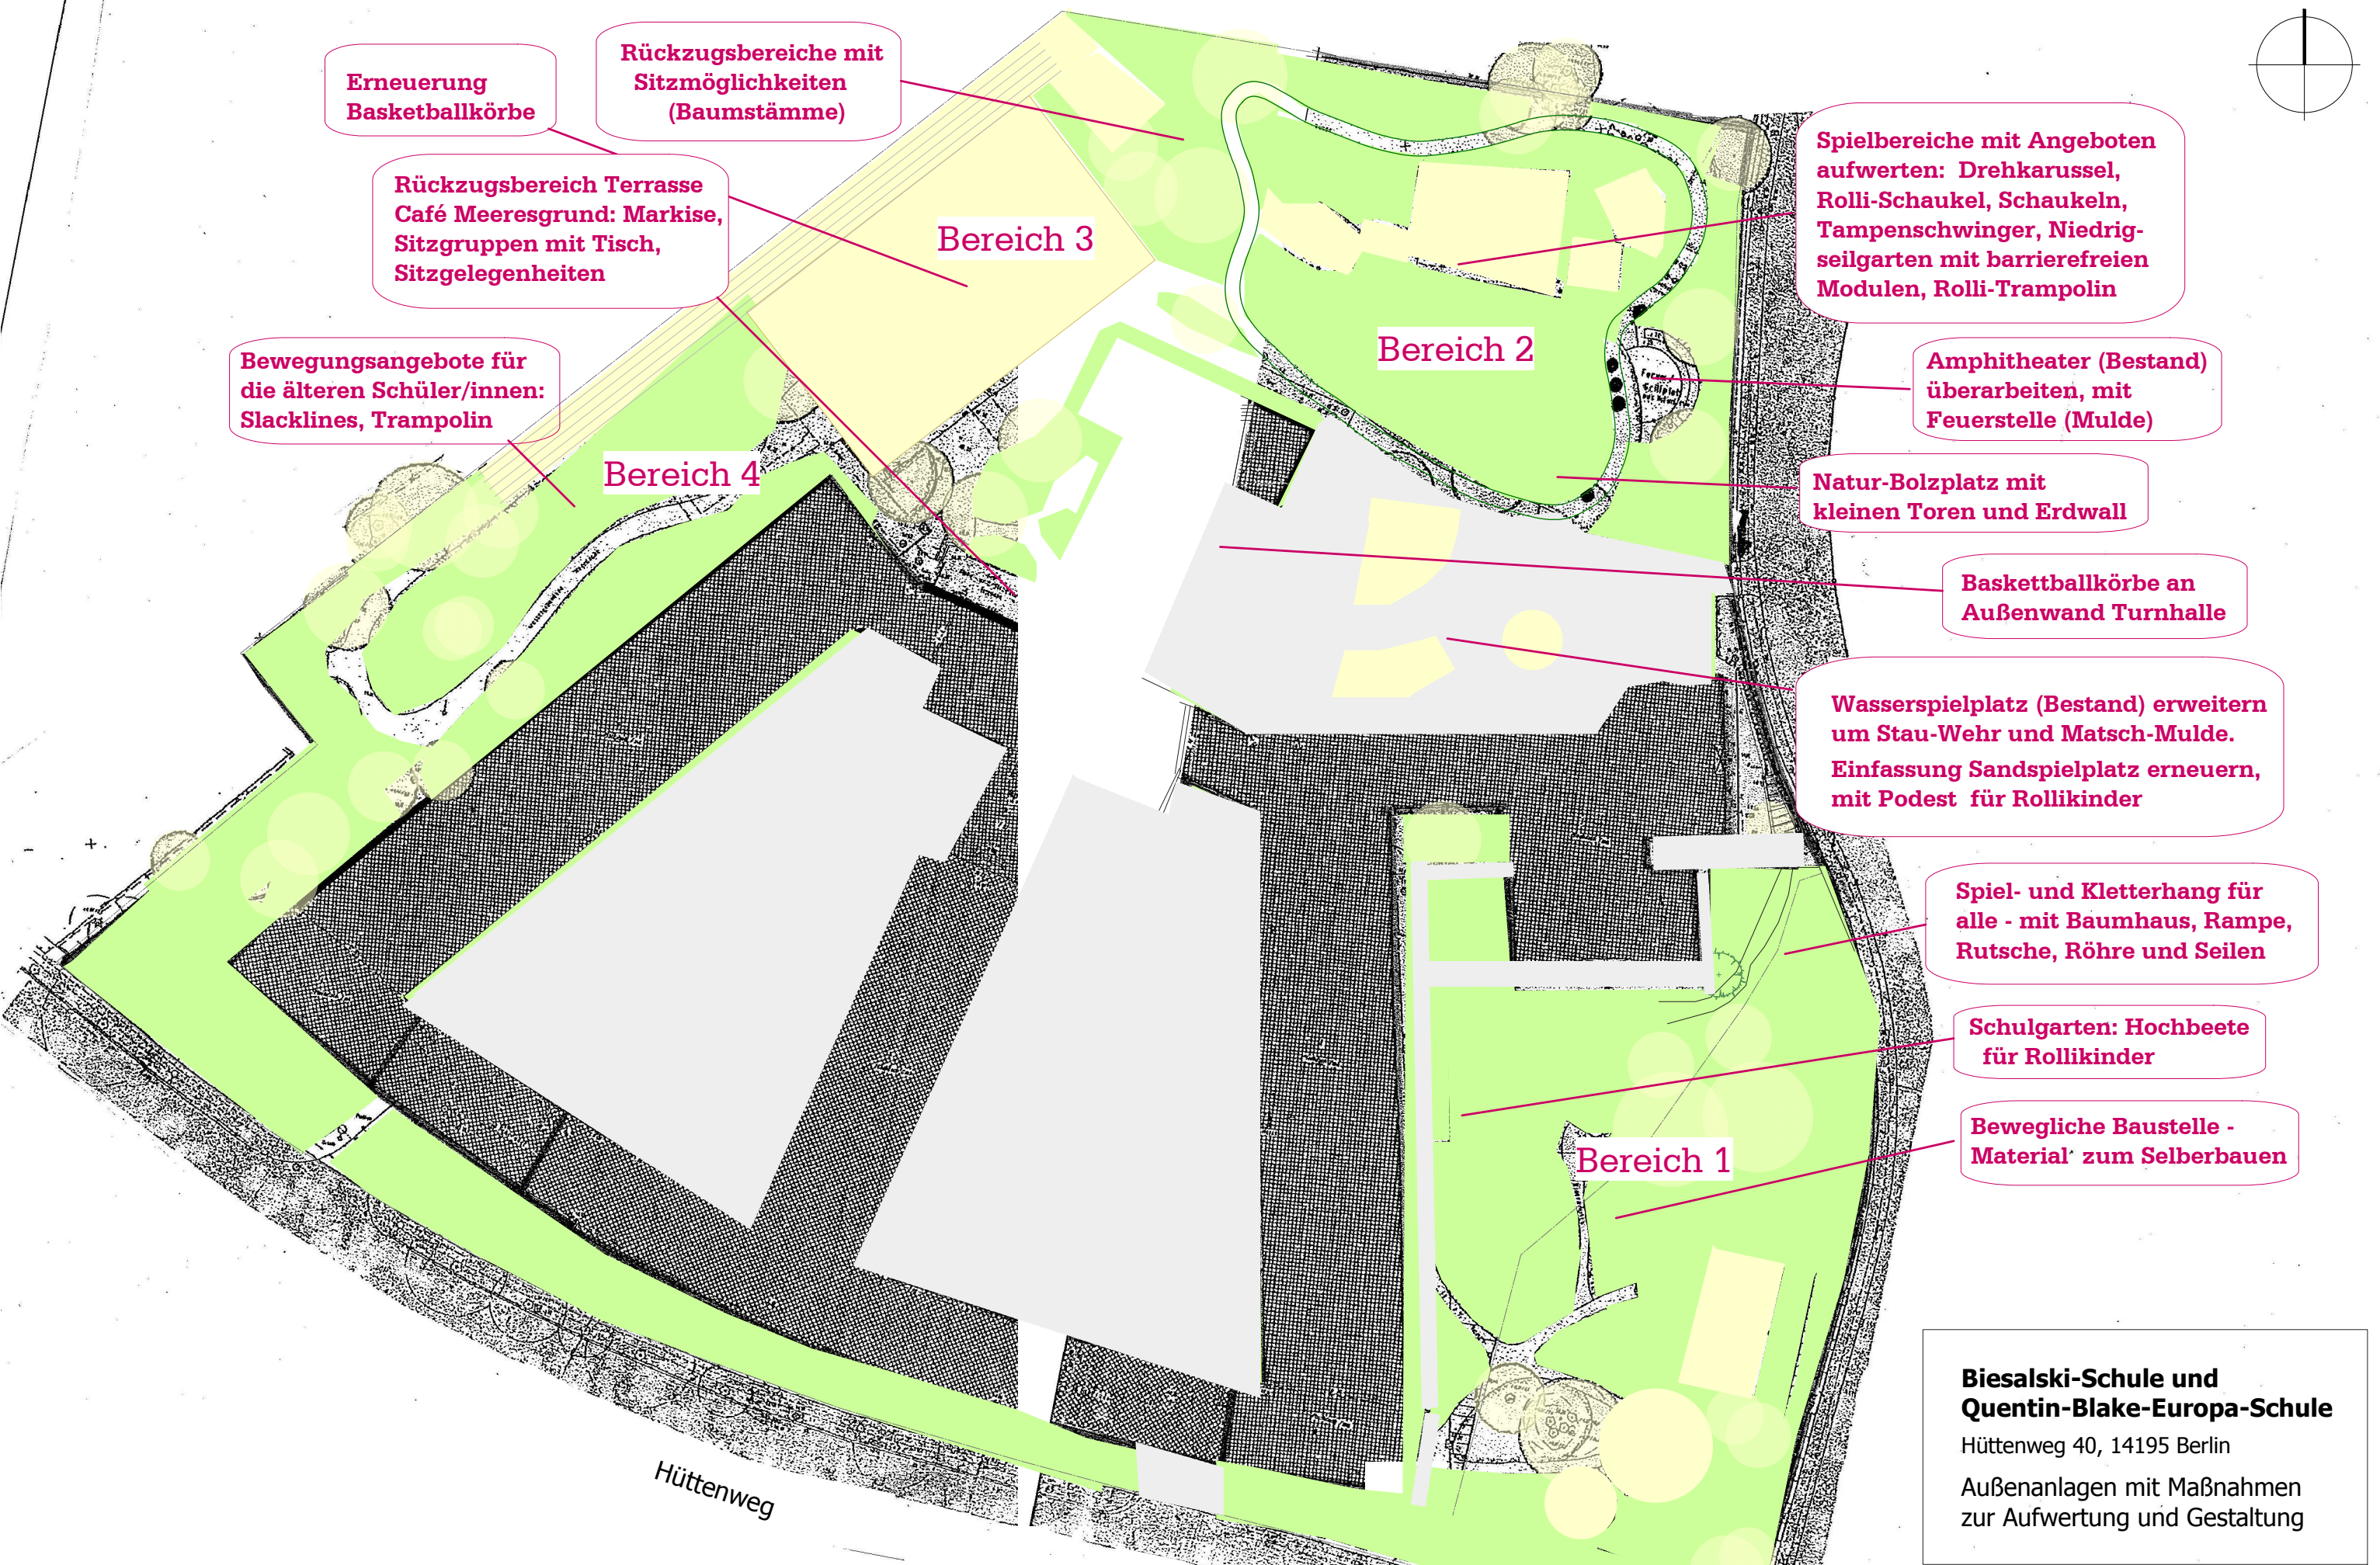 Erneuerung
Basketballkörbe
Rückzugsbereiche mit
Sitzmöglichkeiten
(Baumstämme)
Rückzugsbereich Terrasse
Café Meeresgrund: Markise,
Sitzgruppen mit Tisch,
Sitzgelegenheiten
Bewegungsangebote für
die älteren Schüler/innen:
Slacklines, Trampolin
Bereich 3
Bereich 2
Bereich 4
Bereich 1
Spielbereiche mit Angeboten
aufwerten: Drehkarussel,
Rolli-Schaukel, Schaukeln,
Tampenschwinger, Niedrig-
seilgarten mit barrierefreien
Modulen, Rolli-Trampolin
Amphitheater (Bestand)
überarbeiten, mit
Feuerstelle (Mulde)
Natur-Bolzplatz mit
kleinen Toren und Erdwall
Baskettballkörbe an
Außenwand Turnhalle
Wasserspielplatz (Bestand) erweitern
um Stau-Wehr und Matsch-Mulde.
Einfassung Sandspielplatz erneuern,
mit Podest für Rollikinder
Spiel- und Kletterhang für
alle - mit Baumhaus, Rampe,
Rutsche, Röhre und Seilen
Schulgarten: Hochbeete
für Rollikinder
Bewegliche Baustelle -
Material zum Selberbauen
Hüttenweg
Biesalski-Schule und
Quentin-Blake-Europa-Schule
Hüttenweg 40, 14195 Berlin
Außenanlagen mit Maßnahmen
zur Aufwertung und Gestaltung